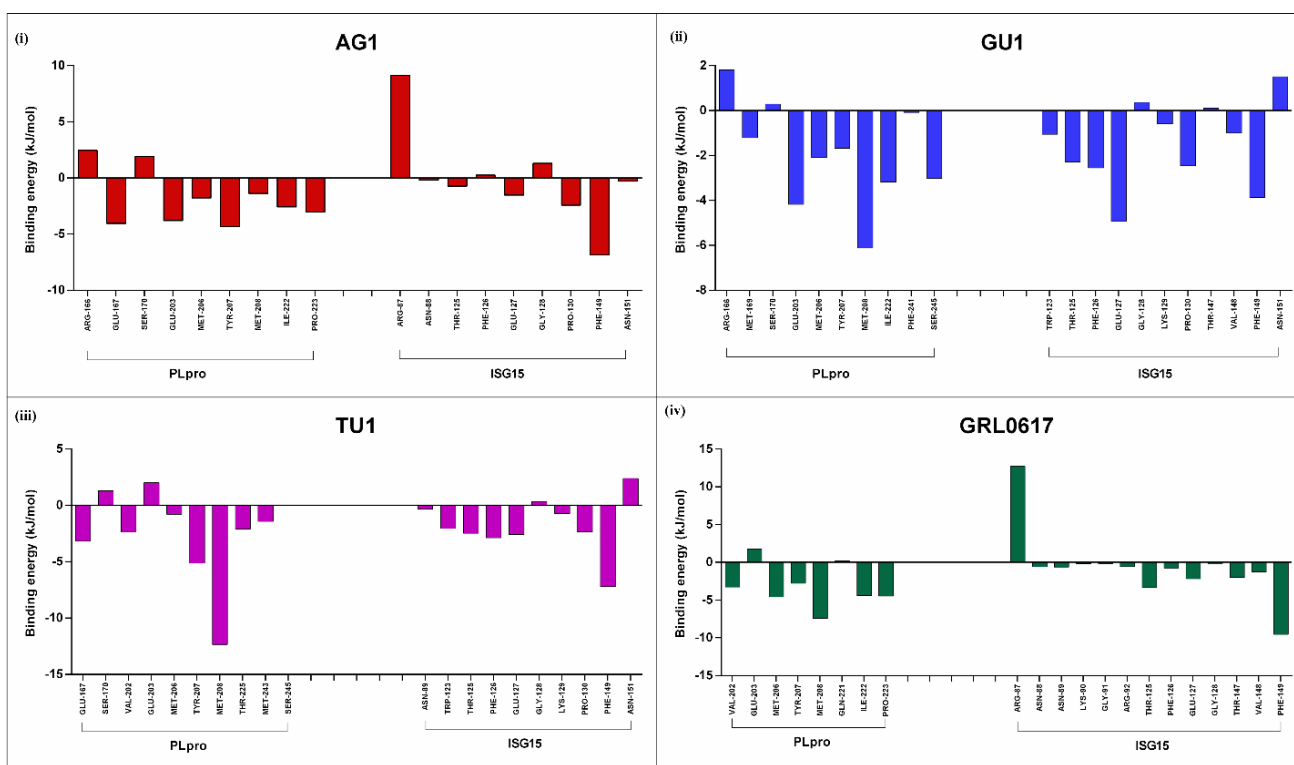 (i)
AG1
Binding energy (kJ/mol)
10
5
0
-5
-10
ARG-166
GLU-167
SER-170
GLU-203
MET-206
TYR-207
MET-208
ILE-222
PRO-223
ARG-87
ASN-88
THR-125
PHE-126
GLU-127
GLY-128
PRO-130
PHE-149
ASN-151
PLpro
ISG15
(ii)
GU1
Binding energy (kJ/mol)
2
0
-2
-4
-6
-8
ARG-166
MET-169
SER-170
GLU-203
MET-206
TYR-207
MET-208
ILE-222
PHE-241
SER-245
TRP-123
THR-125
PHE-126
GLU-127
GLY-128
LYS-129
PRO-130
THR-147
VAL-148
PHE-149
ASN-151
PLpro
ISG15
(iii)
TU1
Binding energy (kJ/mol)
5
0
-5
-10
-15
GLU-167
SER-170
VAL-202
GLU-203
MET-206
TYR-207
MET-208
THR-225
MET-243
SER-245
ASN-89
TRP-123
THR-125
PHE-126
GLU-127
GLY-128
LYS-129
PRO-130
PHE-149
ASN-151
PLpro
ISG15
(iv)
GRL0617
Binding energy (kJ/mol)
15
10
5
0
-5
-10
-15
VAL-202
GLU-203
MET-206
TYR-207
MET-208
GLN-221
ILE-222
PRO-223
ARG-87
ASN-88
ASN-89
LYS-90
GLY-91
ARG-92
THR-125
PHE-126
GLU-127
GLY-128
THR-147
VAL-148
PHE-149
PLpro
ISG15